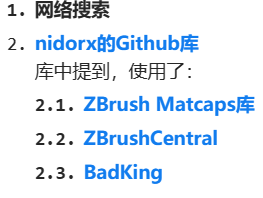 1. 网络搜索
2. nidorx的Github库
库中提到，使用了：
2.1. ZBrush Matcaps库
2.2. ZBrushCentral
2.3. BadKing